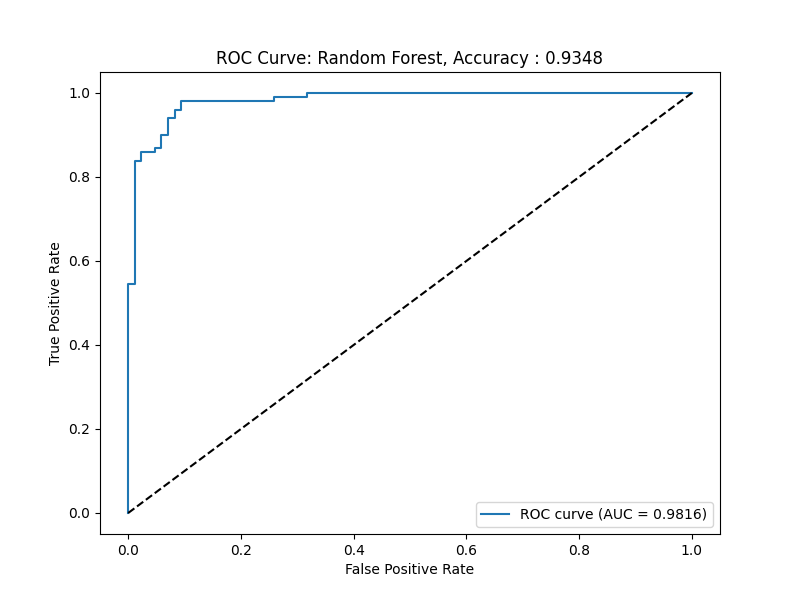 ROC Curve: Random Forest, Accuracy : 0.9348
True Positive Rate
1.0
0.8
0.6
0.4
0.2
0.0
ROC curve (AUC = 0.9816)
0.0 0.2 0.4 0.6 0.8 1.0
False Positive Rate